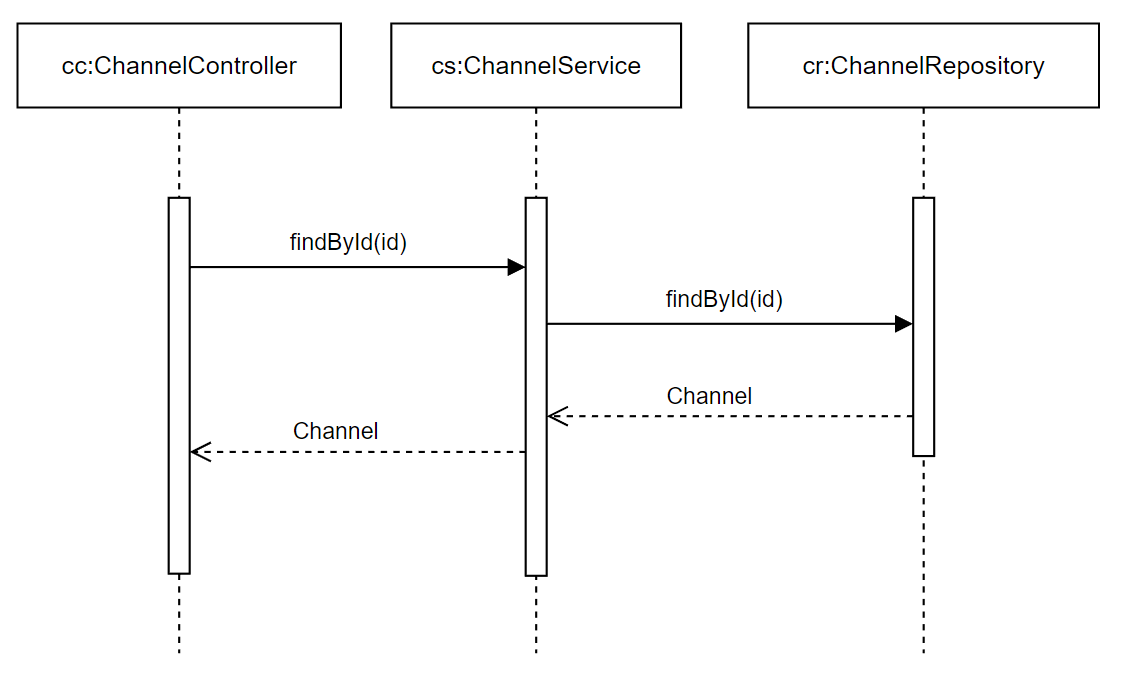 cc:ChannelController
cs:ChannelService
cr:ChannelRepository
findById(id)
findById(id)
Channel
Channel